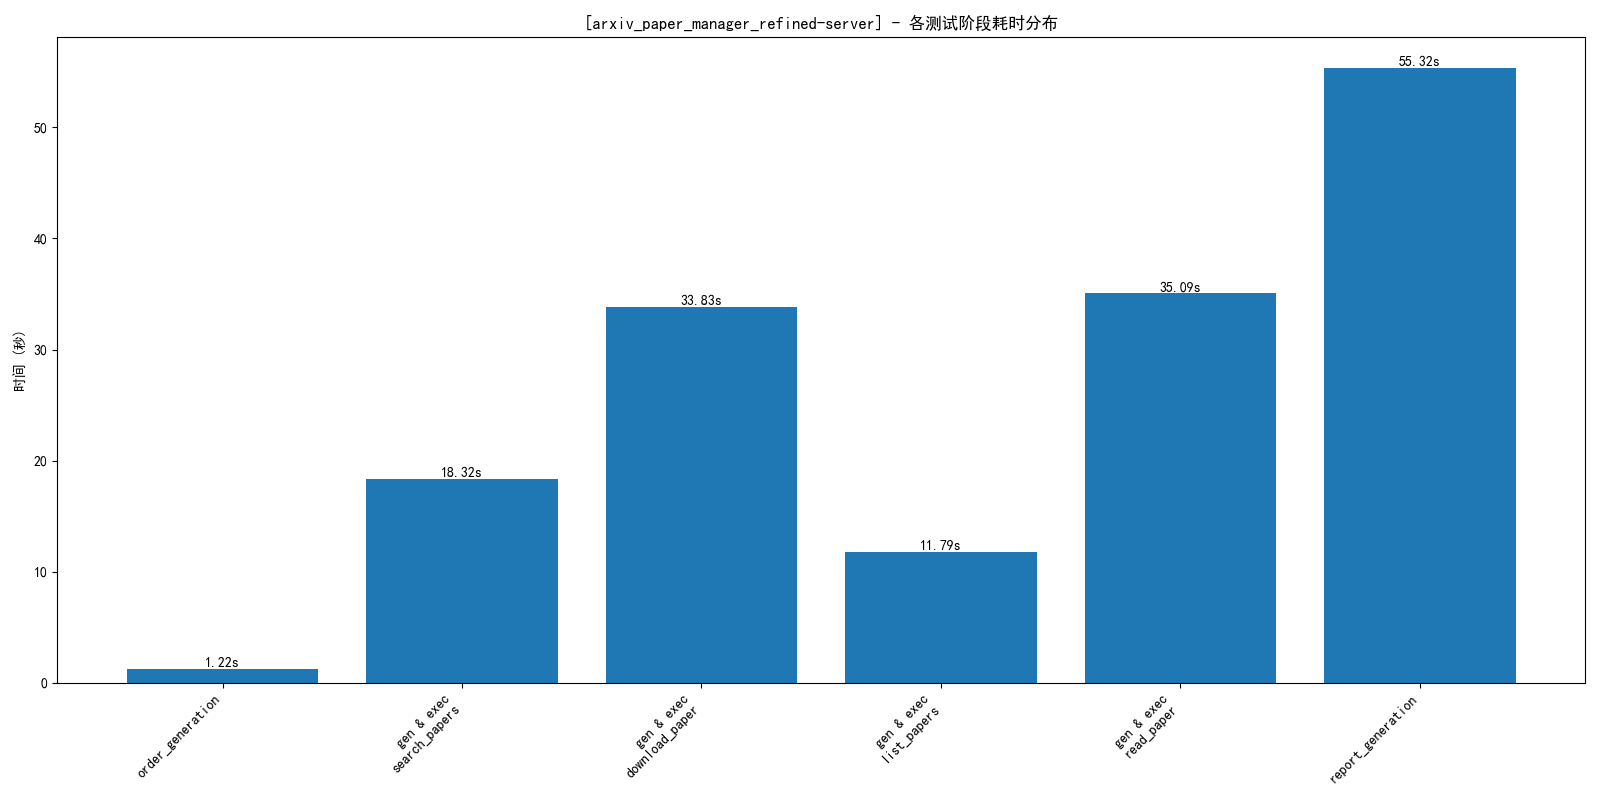 [arxiv_paper_manager_refined-server] - 各测试阶段耗时分布
时间 (秒)
50
40
30
20
10
0
1.22s
18.32s
33.83s
11.79s
35.09s
55.32s
order_generation
gen & exec
search_papers
gen & exec
download_paper
gen & exec
list_papers
gen & exec
read_paper
report_generation